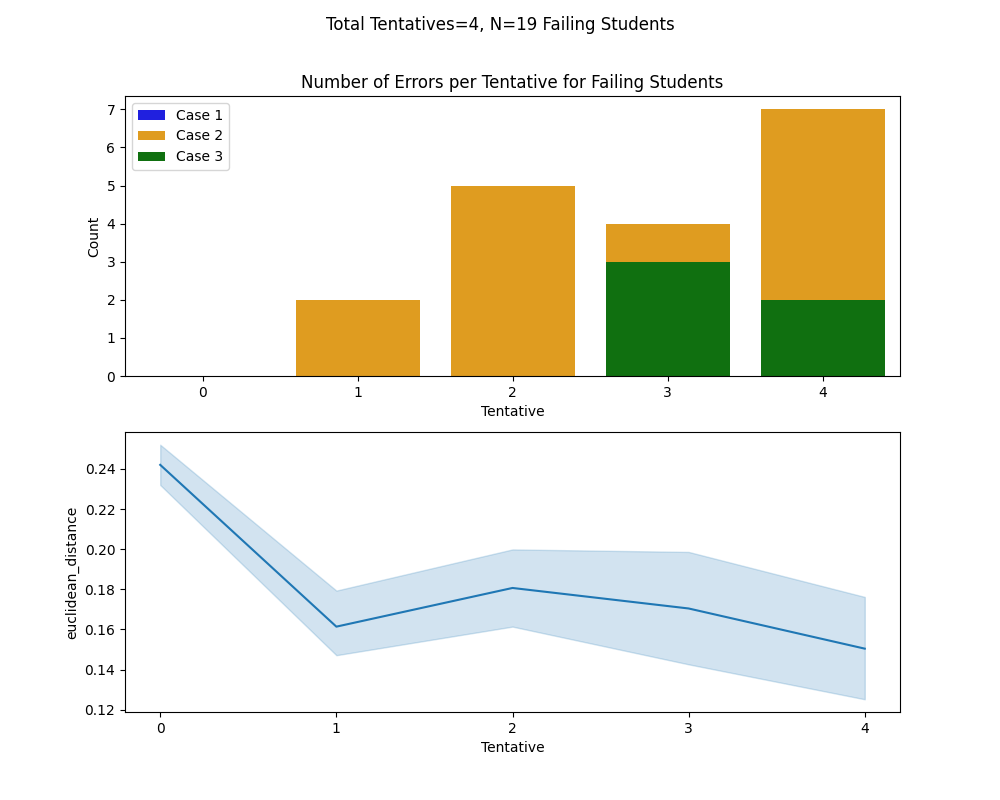 Total Tentatives=4, N=19 Failing Students
Number of Errors per Tentative for Failing Students
Case 1
Case 2
Case 3
Count
7
6
5
4
3
2
1
0
0 1 2 3 4
Tentative
euclidean_distance
0.24
0.22
0.20
0.18
0.16
0.14
0.12
0 1 2 3 4
Tentative